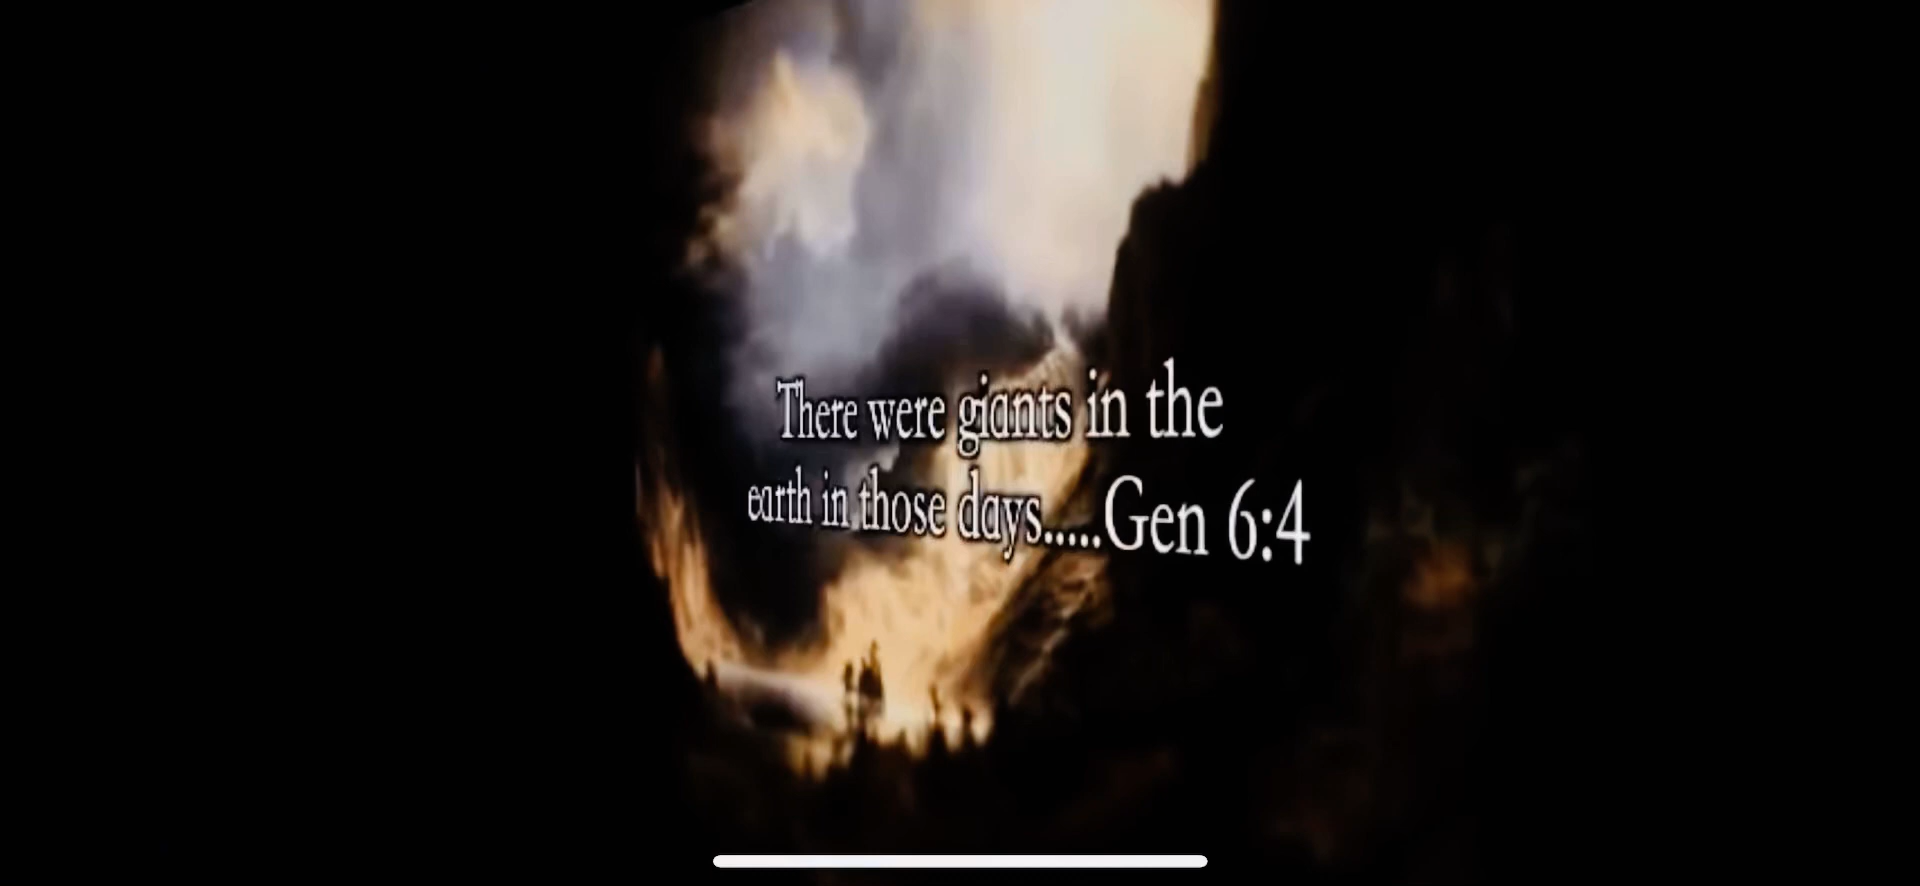 There were giants in the
earth in those days.....Gen 6:4